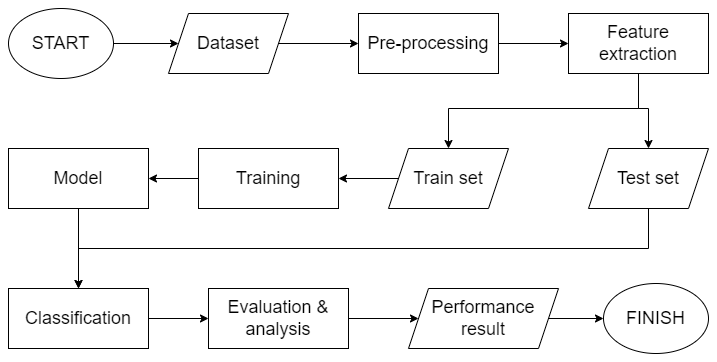 START
Dataset
Pre-processing
Feature
extraction
Model
Training
Train set
Test set
Classification
Evaluation &
analysis
Performance
result
FINISH